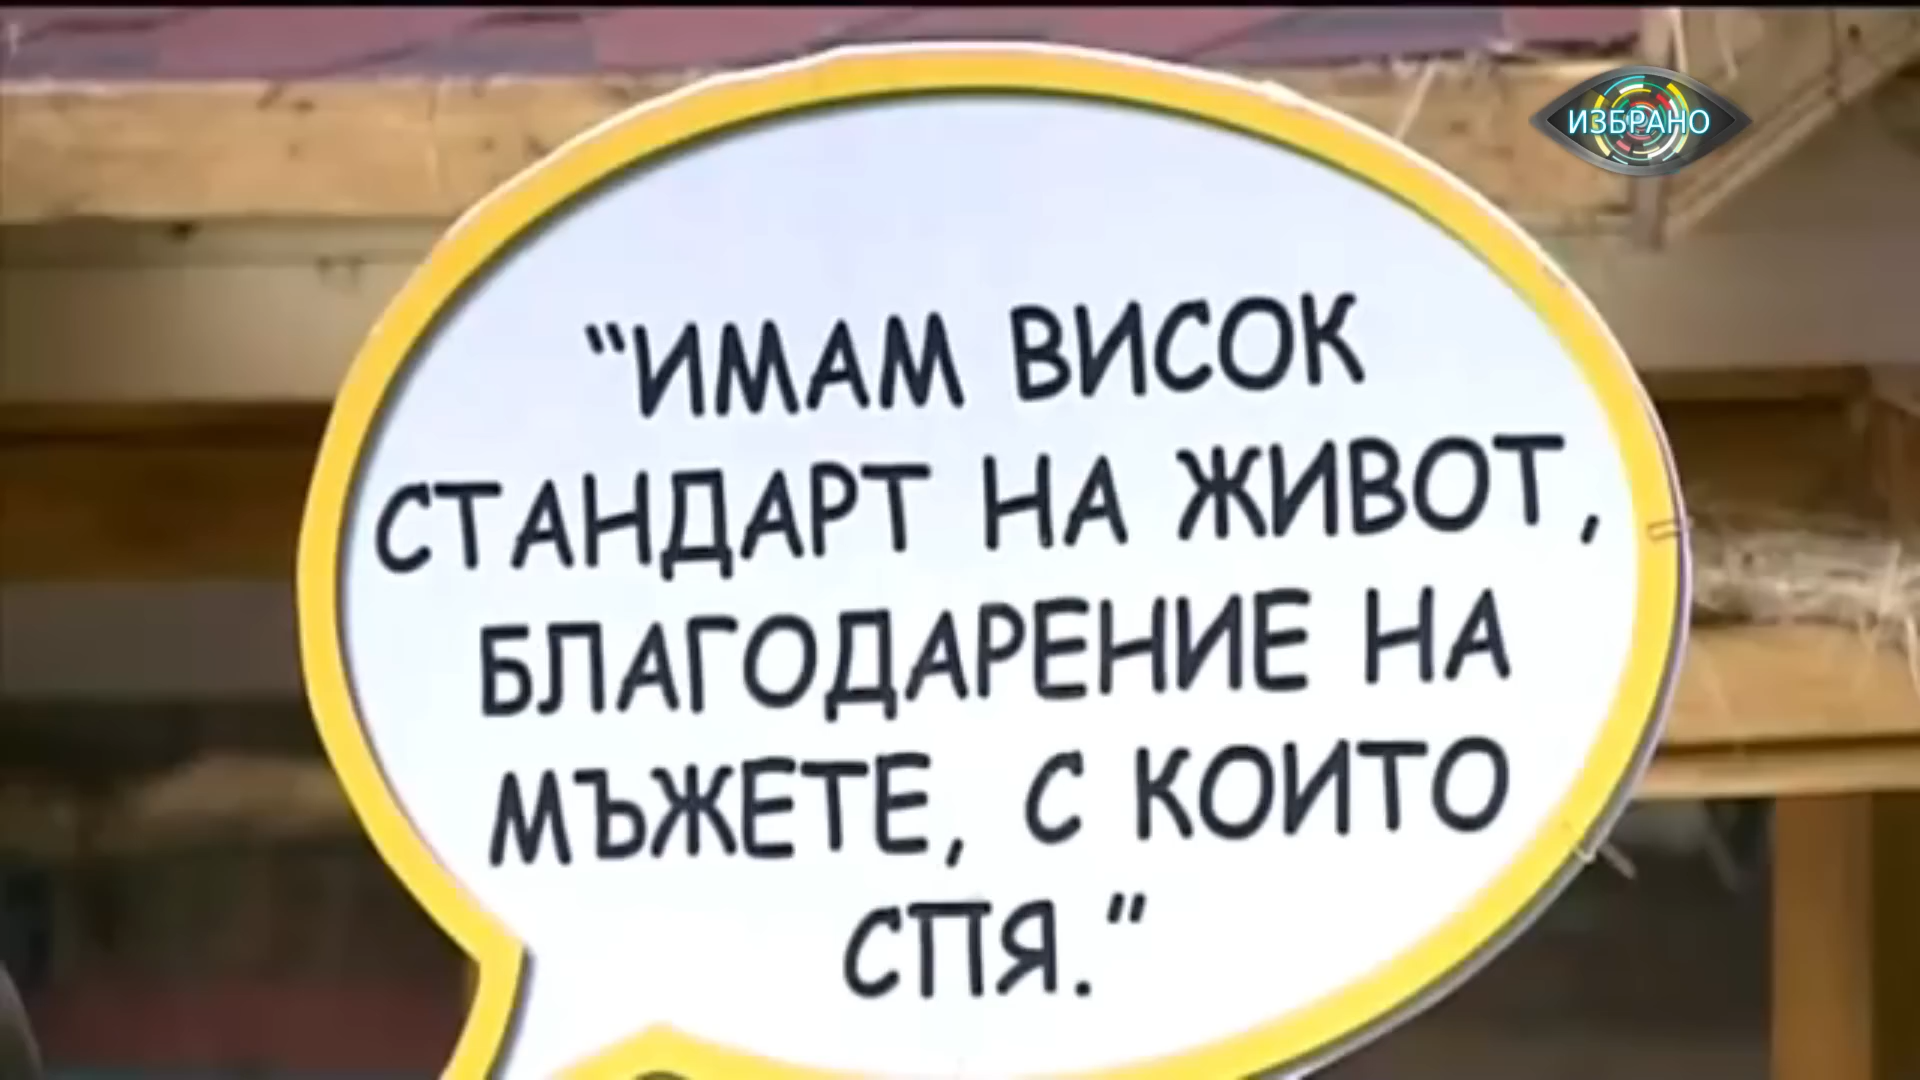 ИЗБРАНО
“ИМАМ ВИСОК
СТАНДАРТ НА ЖИВОТ,
БЛАГОДАРЕНИЕ НА
МЪЖЕТЕ, С КОИТО
СПЯ.”